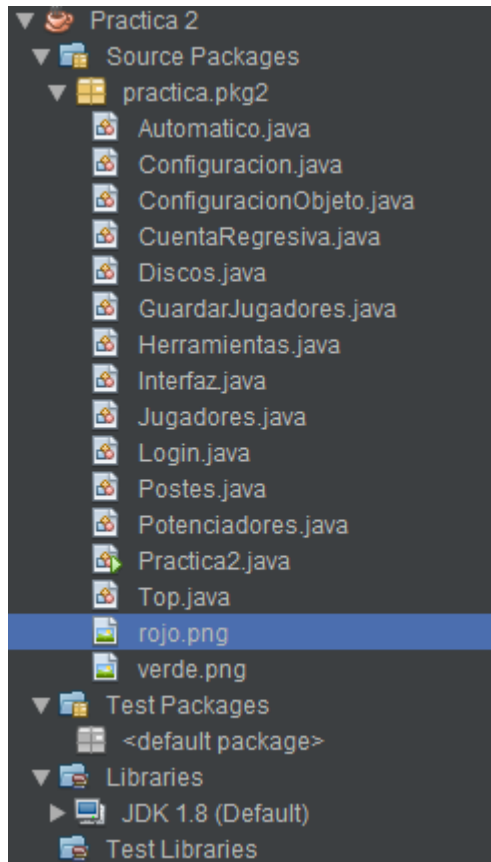 Practica 2
Source Packages
practica.pkg2
Automatico.java
Configuracion.java
ConfiguracionObjeto.java
CuentaRegresiva.java
Discos.java
GuardarJugadores.java
Herramientas.java
Interfaz.java
Jugadores.java
Login.java
Postes.java
Potenciadores.java
Practica2.java
Top.java
rojo.png
verde.png
Test Packages
<default package>
Libraries
JDK 1.8 (Default)
Test Libraries